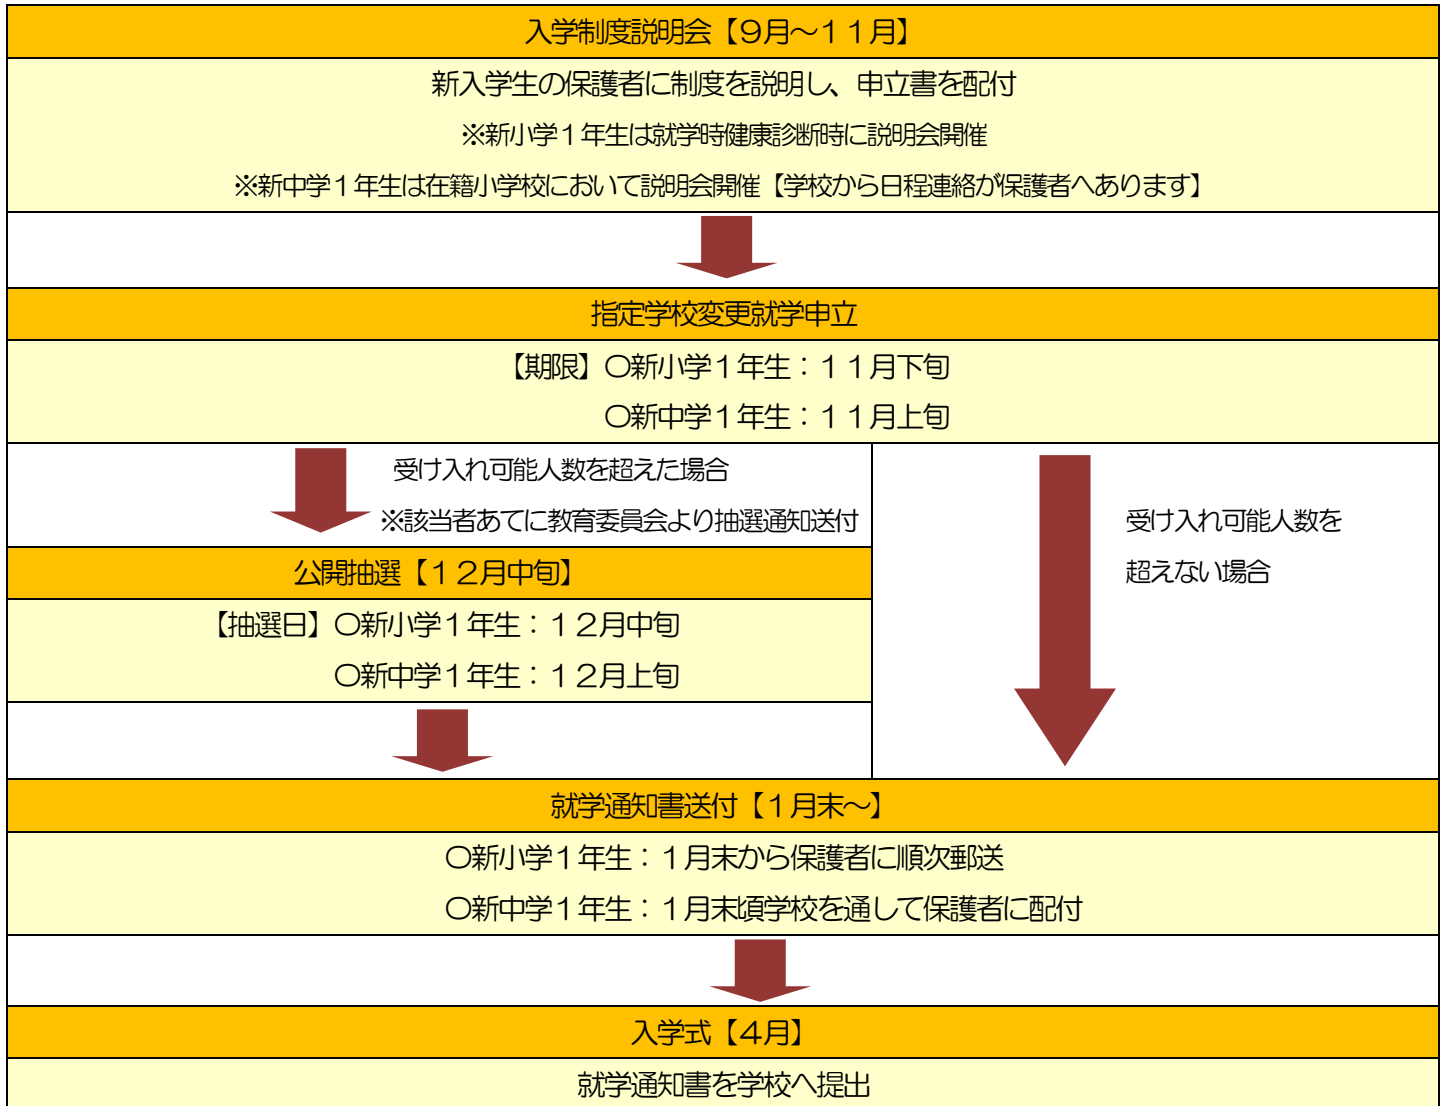 入学制度説明会【９月～１１月】
新入学生の保護者に制度を説明し、申立書を配付
※新小学１年生は就学時健康診断時に説明会開催
※新中学１年生は在籍小学校において説明会開催【学校から日程連絡が保護者へあります】
指定学校変更就学申立
【期限】〇新小学１年生：１１月下旬
〇新中学１年生：１１月上旬
受け入れ可能人数を超えた場合
※該当者あてに教育委員会より抽選通知送付
受け入れ可能人数を
超えない場合
公開抽選【１２月中旬】
【抽選日】〇新小学１年生：１２月中旬
〇新中学１年生：１２月上旬
就学通知書送付【１月末～】
〇新小学１年生：１月末から保護者に順次郵送
〇新中学１年生：１月末頃学校を通して保護者に配付
入学式【４月】
就学通知書を学校へ提出